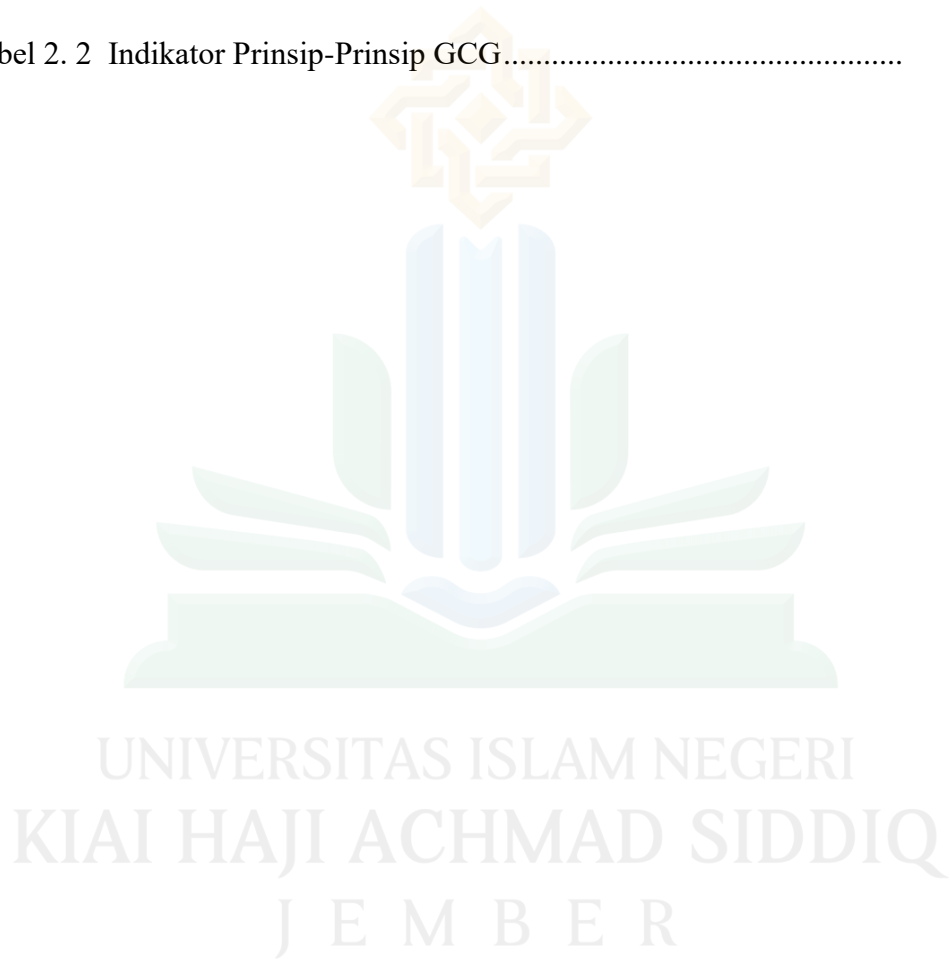 bel 2. 2 Indikator Prinsip-Prinsip GCG..................................................
UNIVERSITAS ISLAM NEGERI
KIAI HAJI ACHMAD SIDDIQ
J E M B E R